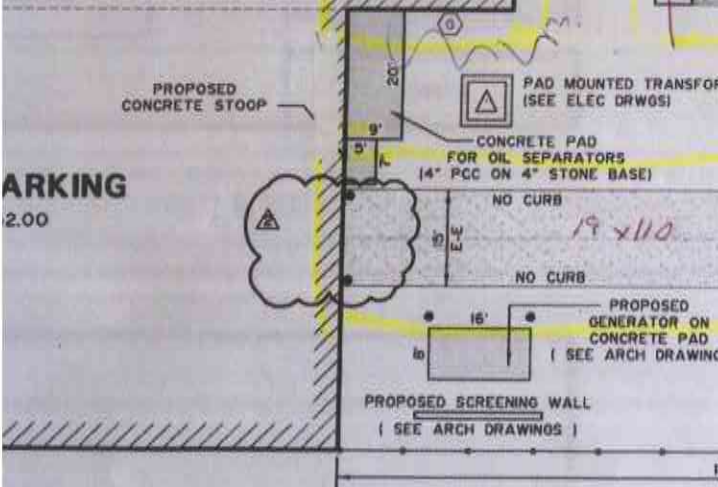 20'
PAD MOUNTED TRANSFOR
(SEE ELEC DRWGS)
PROPOSED
CONCRETE STOOP
9'
5'
CONCRETE PAD
FOR OIL SEPARATORS
(4" PCC ON 4" STONE BASE)
ARKING
2.00
NO CURB
15'
E-E
19 x110
NO CURB
PROPOSED
GENERATOR ON
CONCRETE PAD
( SEE ARCH DRAWING
16'
8'
PROPOSED SCREENING WALL
( SEE ARCH DRAWINGS )